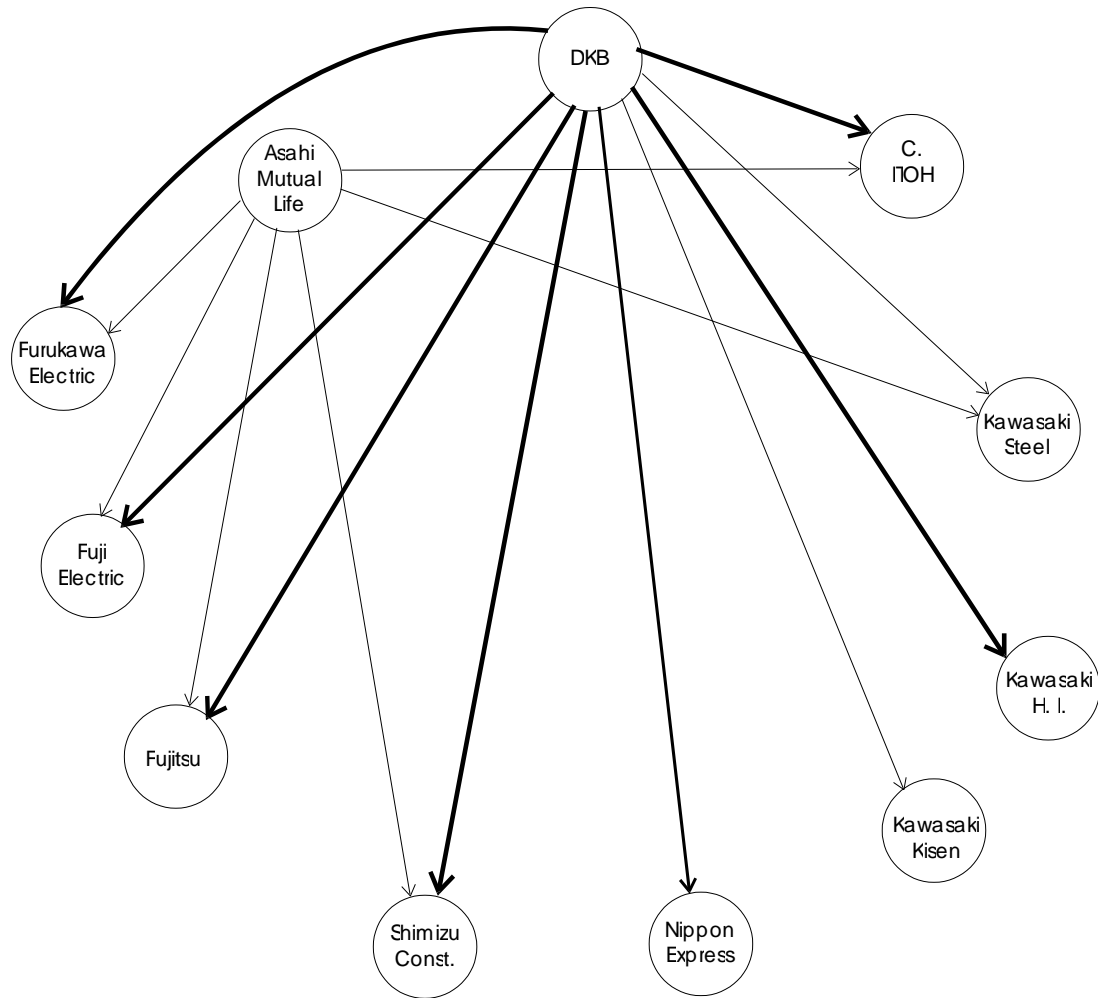 DKB
C.
ITOH
Asahi
Mutual
Life
Furukawa
Electric
Kawasaki
Steel
Fuji
Electric
Kawasaki
H. I.
Fujitsu
Kawasaki
Kisen
Shimizu
Const.
Nippon
Express